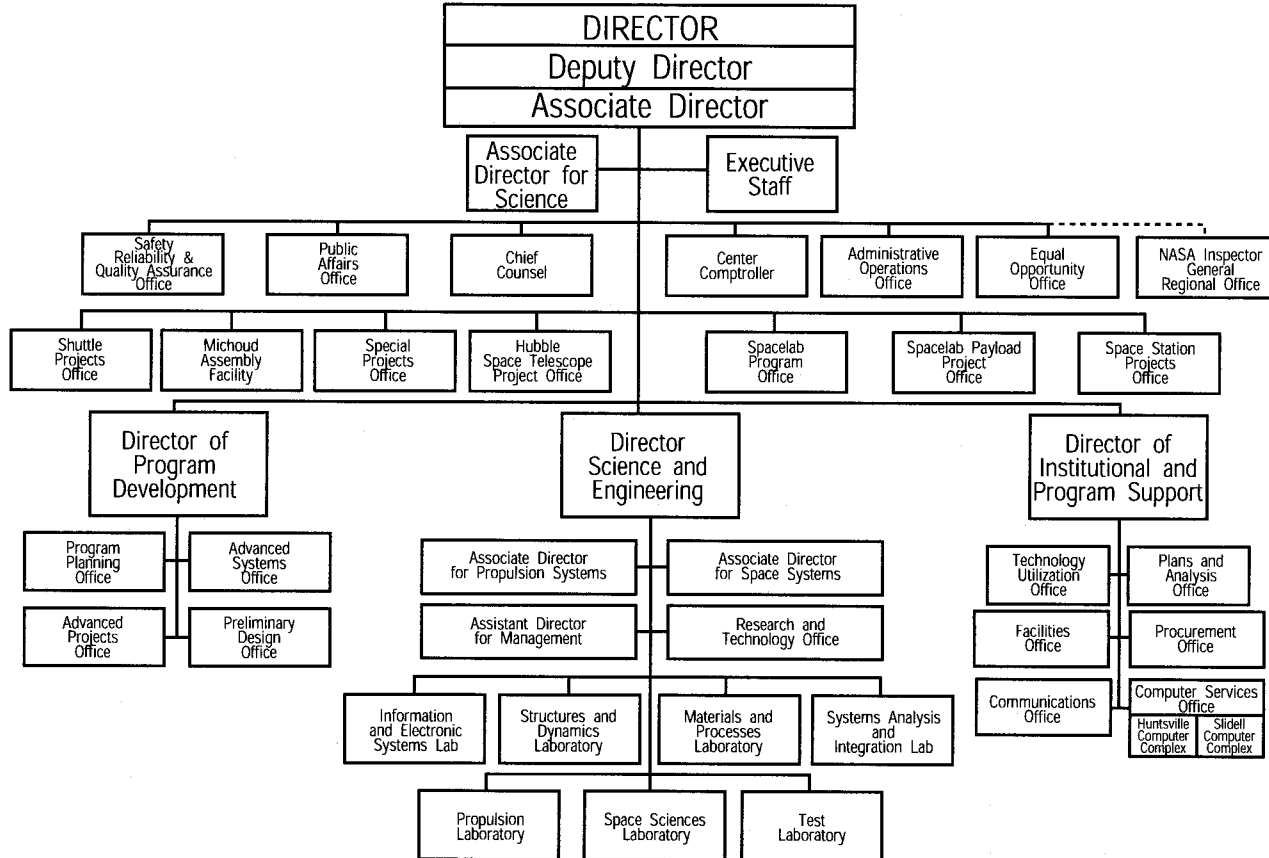 DIRECTOR
Deputy Director
Associate Director
Associate
Director for
Science
Executive
Staff
Safety
Reliability &
Quality Assurance
Office
Public
Affairs
Office
Chief
Counsel
Center
Comptroller
Administrative
Operations
Office
Equal
Opportunity
Office
NASA Inspector
General
Regional Office
Shuttle
Projects
Office
Michoud
Assembly
Facility
Special
Projects
Office
Hubble
Space Telescope
Project Office
Spacelab
Program
Office
Spacelab Payload
Project
Office
Space Station
Projects
Office
Director of
Program
Development
Director
Science and
Engineering
Director of
Institutional and
Program Support
Program
Planning
Office
Advanced
Systems
Office
Advanced
Projects
Office
Preliminary
Design
Office
Associate Director
for Propulsion Systems
Associate Director
for Space Systems
Assistant Director
for Management
Research and
Technology Office
Technology
Utilization
Office
Plans and
Analysis
Office
Facilities
Office
Procurement
Office
Communications
Office
Computer Services
Office
Huntsville
Computer
Complex
Slidell
Computer
Complex
Information
and Electronic
Systems Lab
Structures and
Dynamics
Laboratory
Materials and
Processes
Laboratory
Systems Analysis
and
Integration Lab
Propulsion
Laboratory
Space Sciences
Laboratory
Test
Laboratory